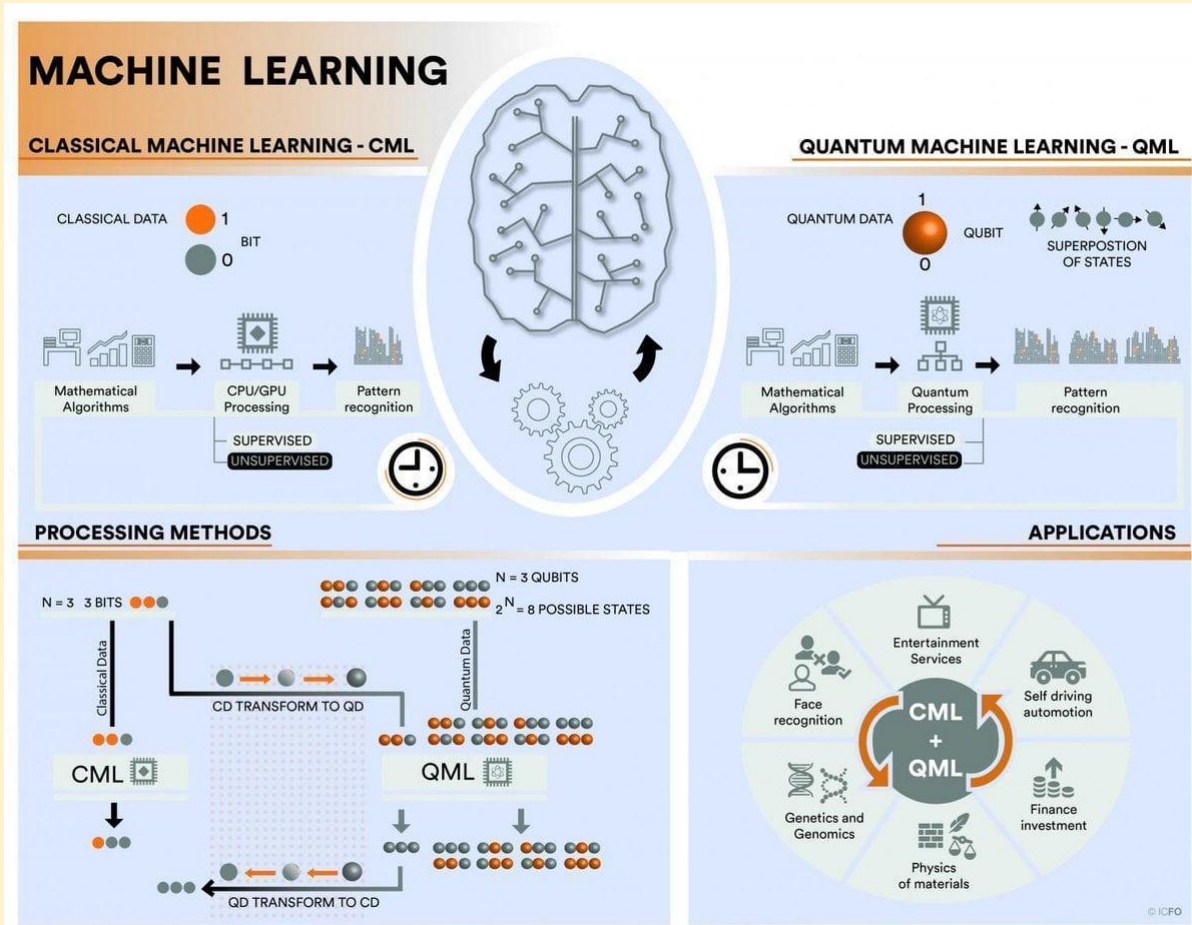 MACHINE LEARNING
CLASSICAL MACHINE LEARNING - CML
QUANTUM MACHINE LEARNING - QML
CLASSICAL DATA
1
BIT
0
Mathematical
Algorithms
CPU/GPU
Processing
Pattern
recognition
SUPERVISED
UNSUPERVISED
1
QUANTUM DATA
QUBIT
0
SUPERPOSTION
OF STATES
Mathematical
Algorithms
Quantum
Processing
Pattern
recognition
SUPERVISED
UNSUPERVISED
PROCESSING METHODS
N = 3 3 BITS
N = 3 QUBITS
2^N = 8 POSSIBLE STATES
Classical Data
Quantum Data
CD TRANSFORM TO QD
CML
QML
QD TRANSFORM TO CD
APPLICATIONS
Entertainment
Services
Self driving
automation
Finance
investment
Physics
of materials
Genetics and
Genomics
Face
recognition
CML
+
QML
© ICFO